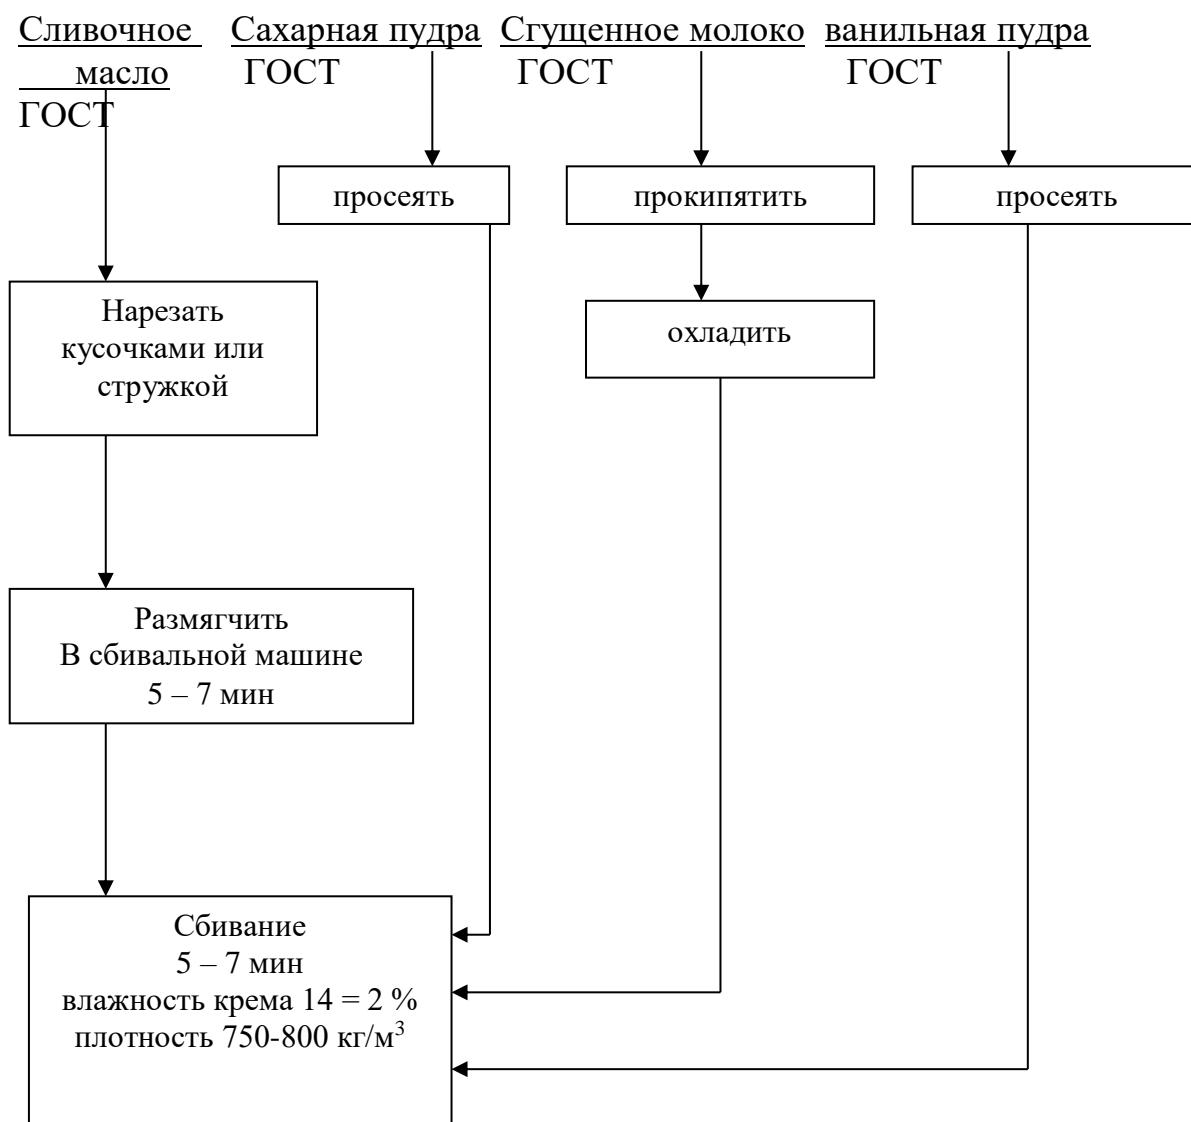 Сливочное Сахарная пудра Сгущенное молоко ванильная пудра
масло ГОСТ ГОСТ ГОСТ
ГОСТ
просеять прокипятить просеять
Нарезать
кусочками или
стружкой
охладить
Размягчить
В сбивальной машине
5 – 7 мин
Сбивание
5 – 7 мин
влажность крема 14 = 2 %
плотность 750-800 кг/м³